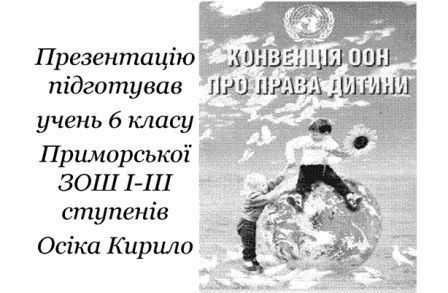 Презентацію
підготував
учень 6 класу
Приморської
ЗОШ І-ІІІ
ступенів
Осіка Кирило
КОНВЕНЦІЯ ООН
ПРО ПРАВА ДИТИНИ